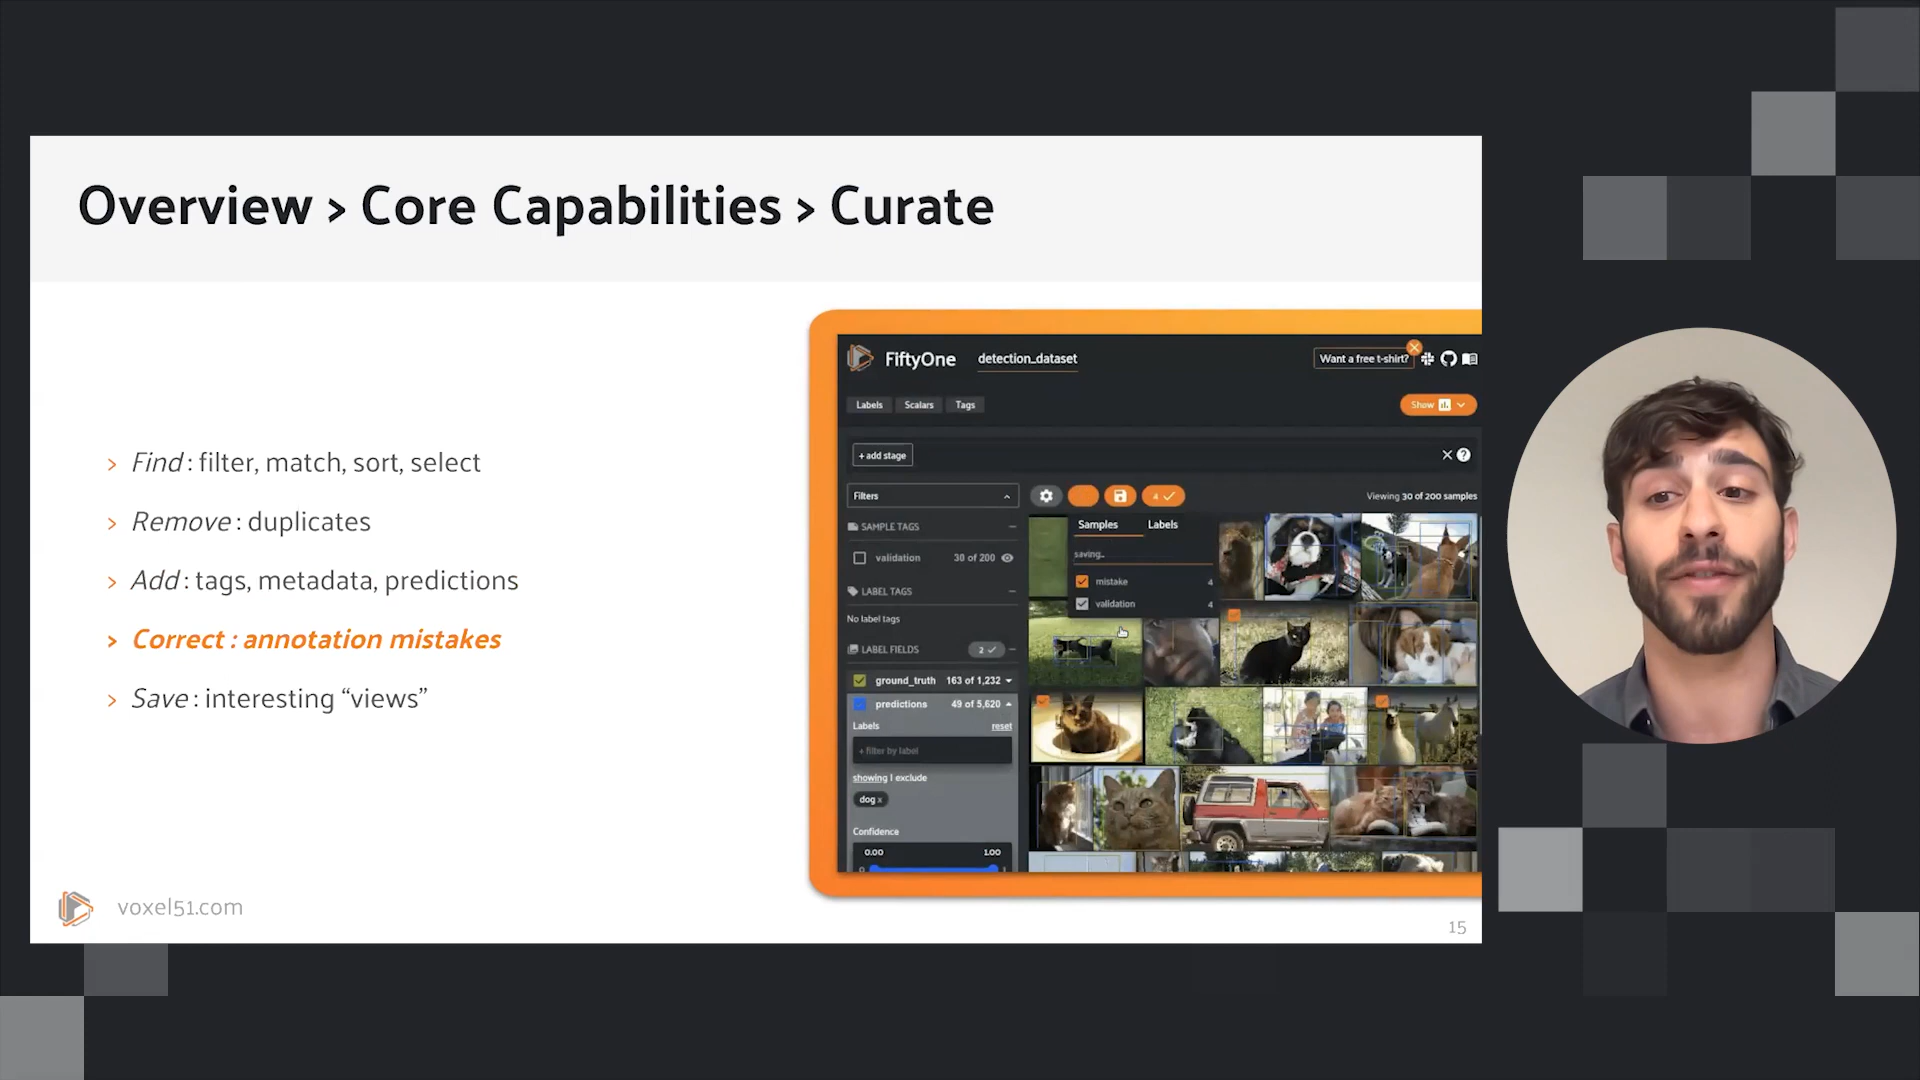 Overview > Core Capabilities > Curate
> Find : filter, match, sort, select
> Remove : duplicates
> Add : tags, metadata, predictions
> Correct : annotation mistakes
> Save : interesting “views”
voxel51.com
15
FiftyOne
detection_dataset
Want a free t-shirt?
Labels
Scalars
Tags
Show
+ add stage
Filters
4
Viewing 30 of 200 samples
SAMPLE TAGS
validation 30 of 200
LABEL TAGS
No label tags
LABEL FIELDS 2
ground_truth 163 of 1,232
predictions 49 of 5,620
Labels reset
+ filter by label
showing | exclude
dog x
Confidence
0.00 1.00
0 1
Samples Labels
saving...
mistake 4
validation 4